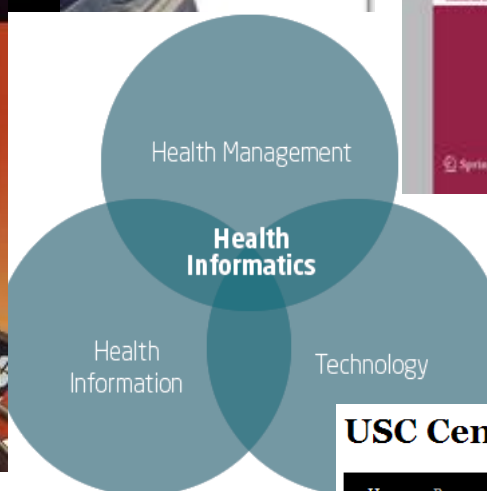 Health Management
Health
Informatics
Health
Information
Technology
USC Cen